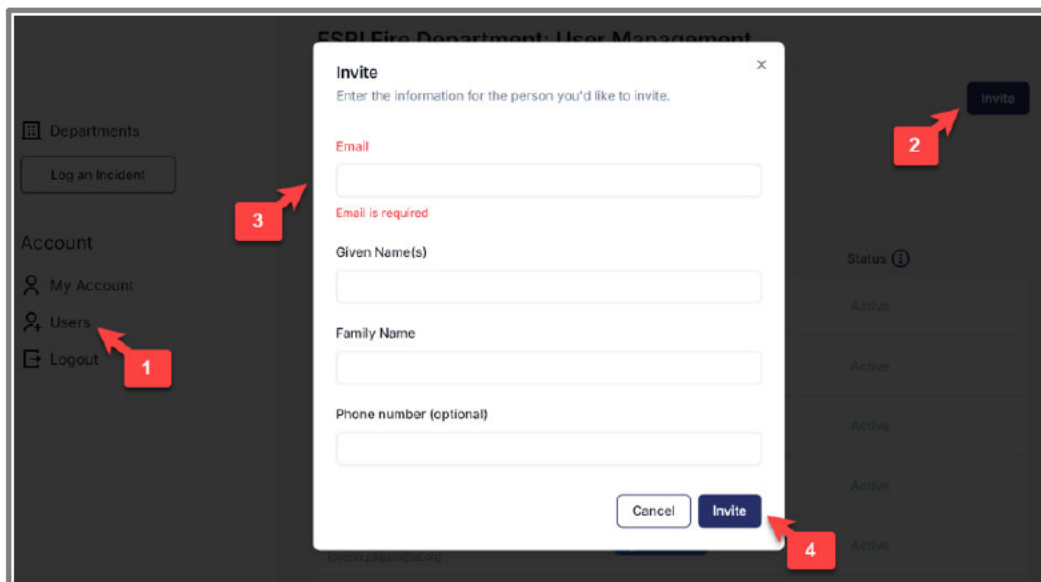 FSRI Fire Department: User Management
Invite
Enter the information for the person you'd like to invite.
Invite
2
Departments
Log an Incident
Email
3
Email is required
Account
Given Name(s)
Status
My Account
Active
Users
Family Name
1
Logout
Active
Phone number (optional)
Active
Active
Cancel
Invite
4
Active